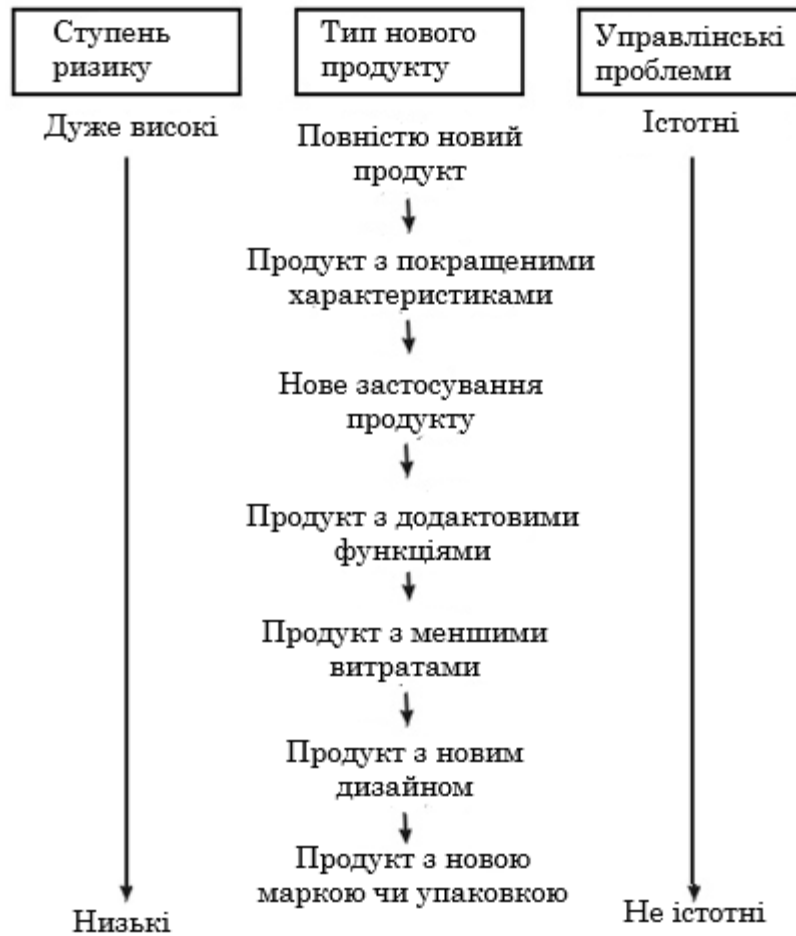 Ступень
ризику
Тип нового
продукту
Управлінські
проблеми
Дуже високі
Істотні
Повністю новий
продукт
Продукт з покращеними
характеристиками
Нове застосування
продукту
Продукт з додактовими
функціями
Продукт з меншими
витратами
Продукт з новим
дизайном
Продукт з новою
маркою чи упаковкою
Низькі
Не істотні